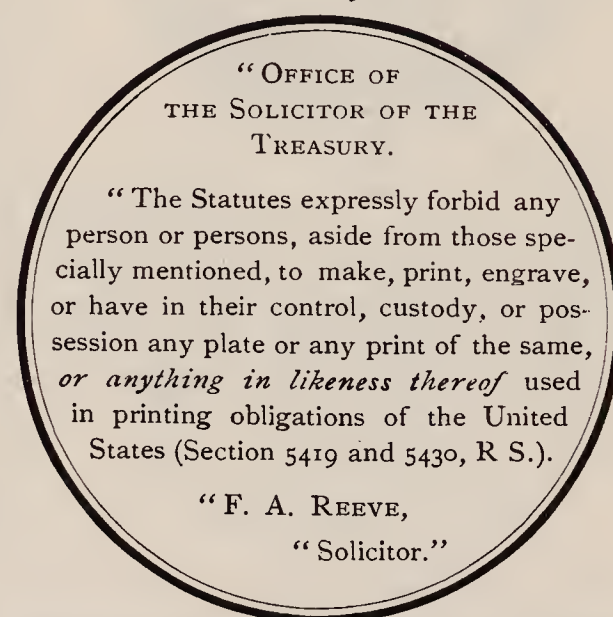 “OFFICE OF
THE SOLICITOR OF THE
TREASURY.
“The Statutes expressly forbid any
person or persons, aside from those spe-
cially mentioned, to make, print, engrave,
or have in their control, custody, or pos-
session any plate or any print of the same,
or anything in likeness thereof used
in printing obligations of the United
States (Section 5419 and 5430, R S.).
“F. A. REEVE,
“Solicitor.”